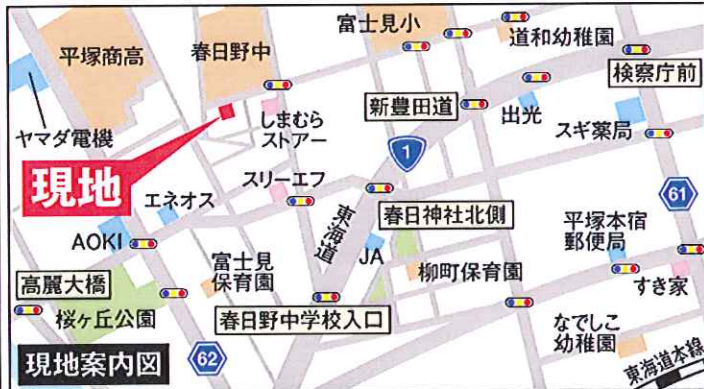 平塚商高
春日野中
富士見小
道和幼稚園
検察庁前
ヤマダ電機
しまむら
ストアー
新豊田道
出光
スギ薬局
現地
1
エネオス
スリーエフ
東海道
春日神社北側
61
AOKI
平塚本宿
郵便局
富士見
保育園
JA
柳町保育園
高麗大橋
すき家
桜ヶ丘公園
春日野中学校入口
なでしこ
幼稚園
現地案内図
62
東海道本線